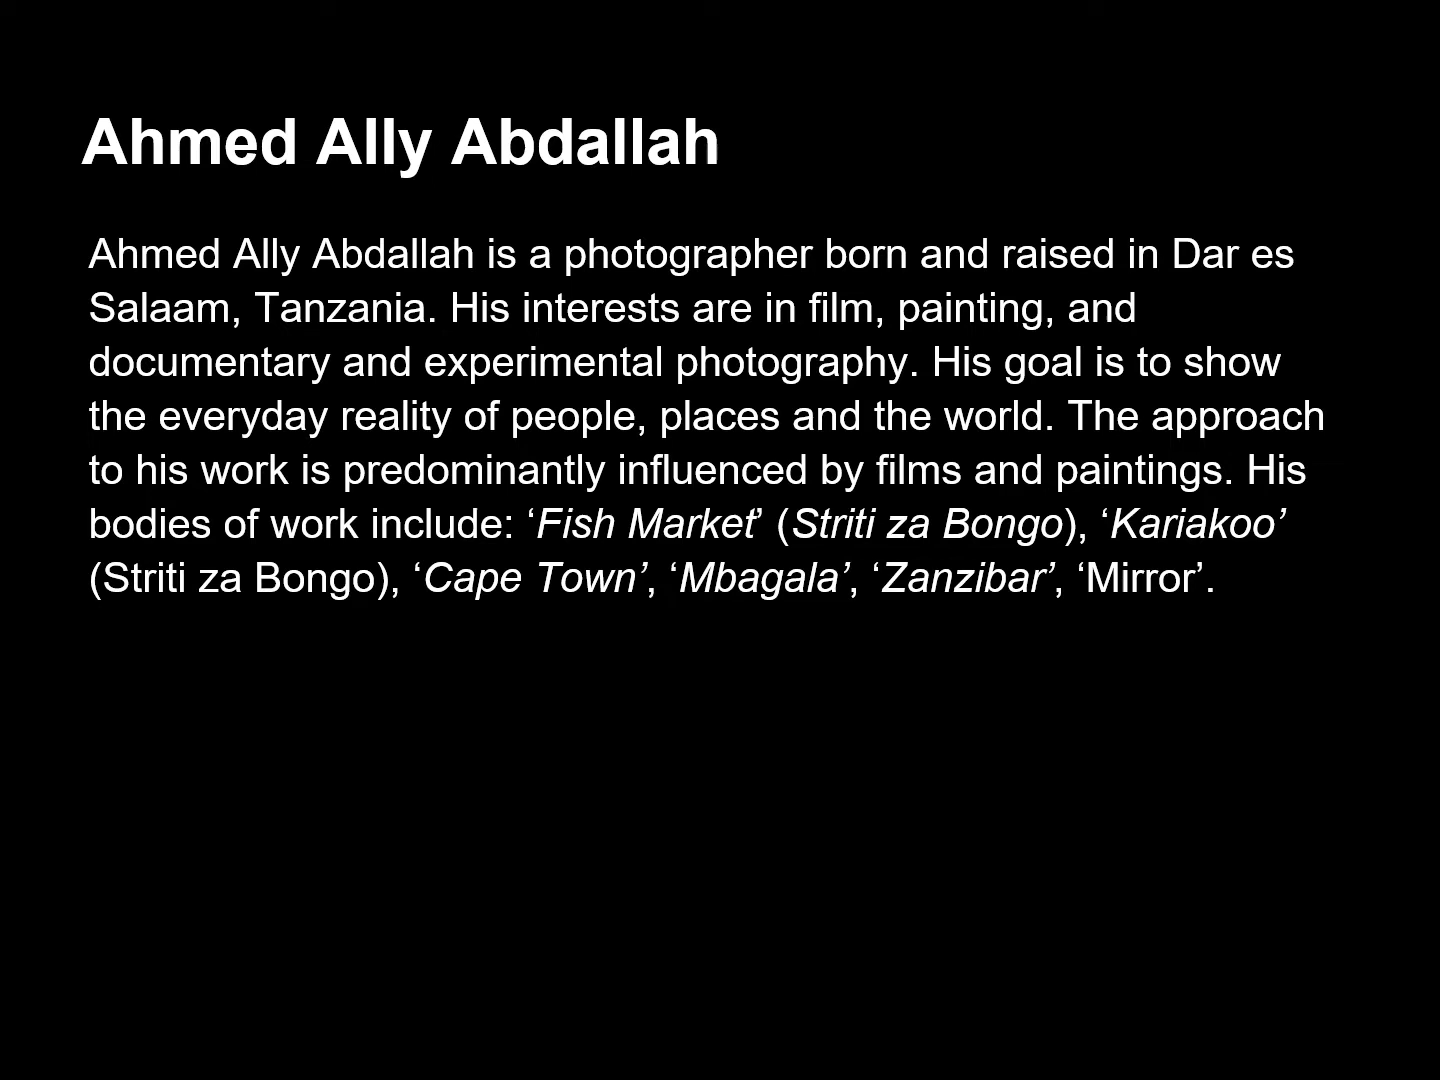 Ahmed Ally Abdallah
Ahmed Ally Abdallah is a photographer born and raised in Dar es
Salaam, Tanzania. His interests are in film, painting, and
documentary and experimental photography. His goal is to show
the everyday reality of people, places and the world. The approach
to his work is predominantly influenced by films and paintings. His
bodies of work include: ‘Fish Market’ (Striti za Bongo), ‘Kariakoo’
(Striti za Bongo), ‘Cape Town’, ‘Mbagala’, ‘Zanzibar’, ‘Mirror’.